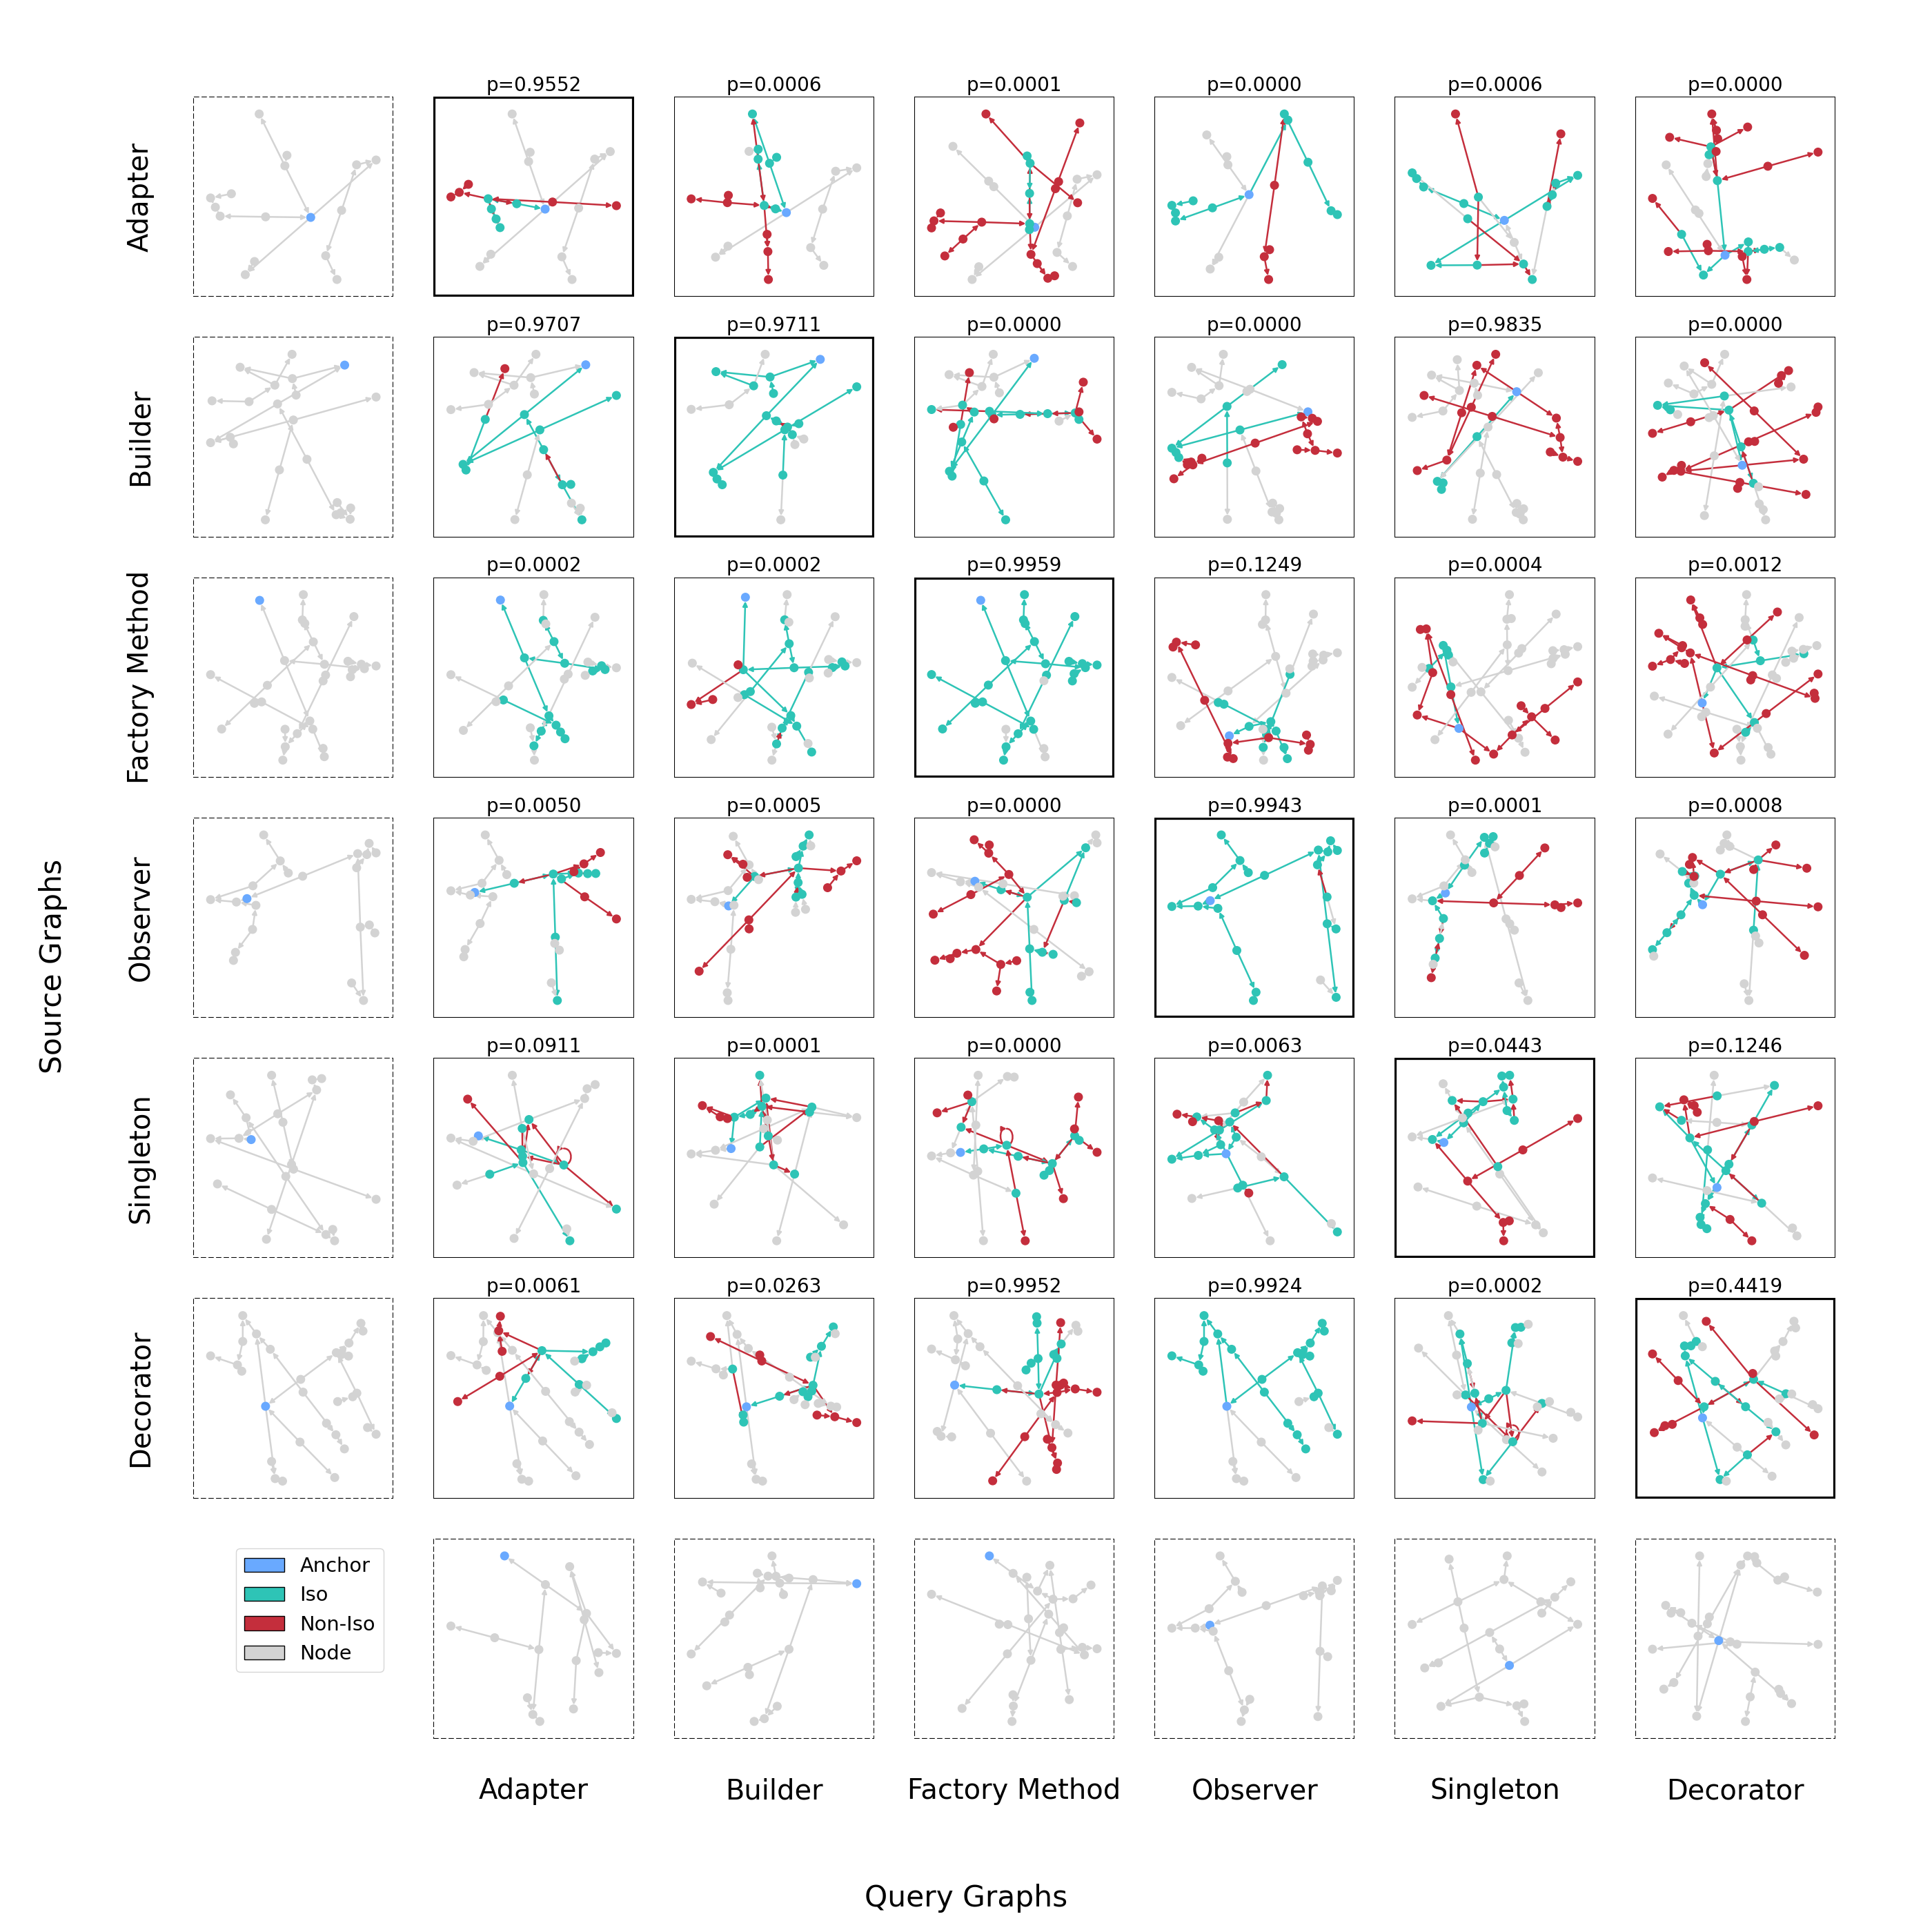 p=0.9552 p=0.0006 p=0.0001 p=0.0000 p=0.0006 p=0.0000
Adapter
p=0.9707 p=0.9711 p=0.0000 p=0.0000 p=0.9835 p=0.0000
Builder
p=0.0002 p=0.0002 p=0.9959 p=0.1249 p=0.0004 p=0.0012
Factory Method
p=0.0050 p=0.0005 p=0.0000 p=0.9943 p=0.0001 p=0.0008
Observer
Source Graphs
p=0.0911 p=0.0001 p=0.0000 p=0.0063 p=0.0443 p=0.1246
Singleton
p=0.0061 p=0.0263 p=0.9952 p=0.9924 p=0.0002 p=0.4419
Decorator
Anchor
Iso
Non-Iso
Node
Adapter Builder Factory Method Observer Singleton Decorator
Query Graphs